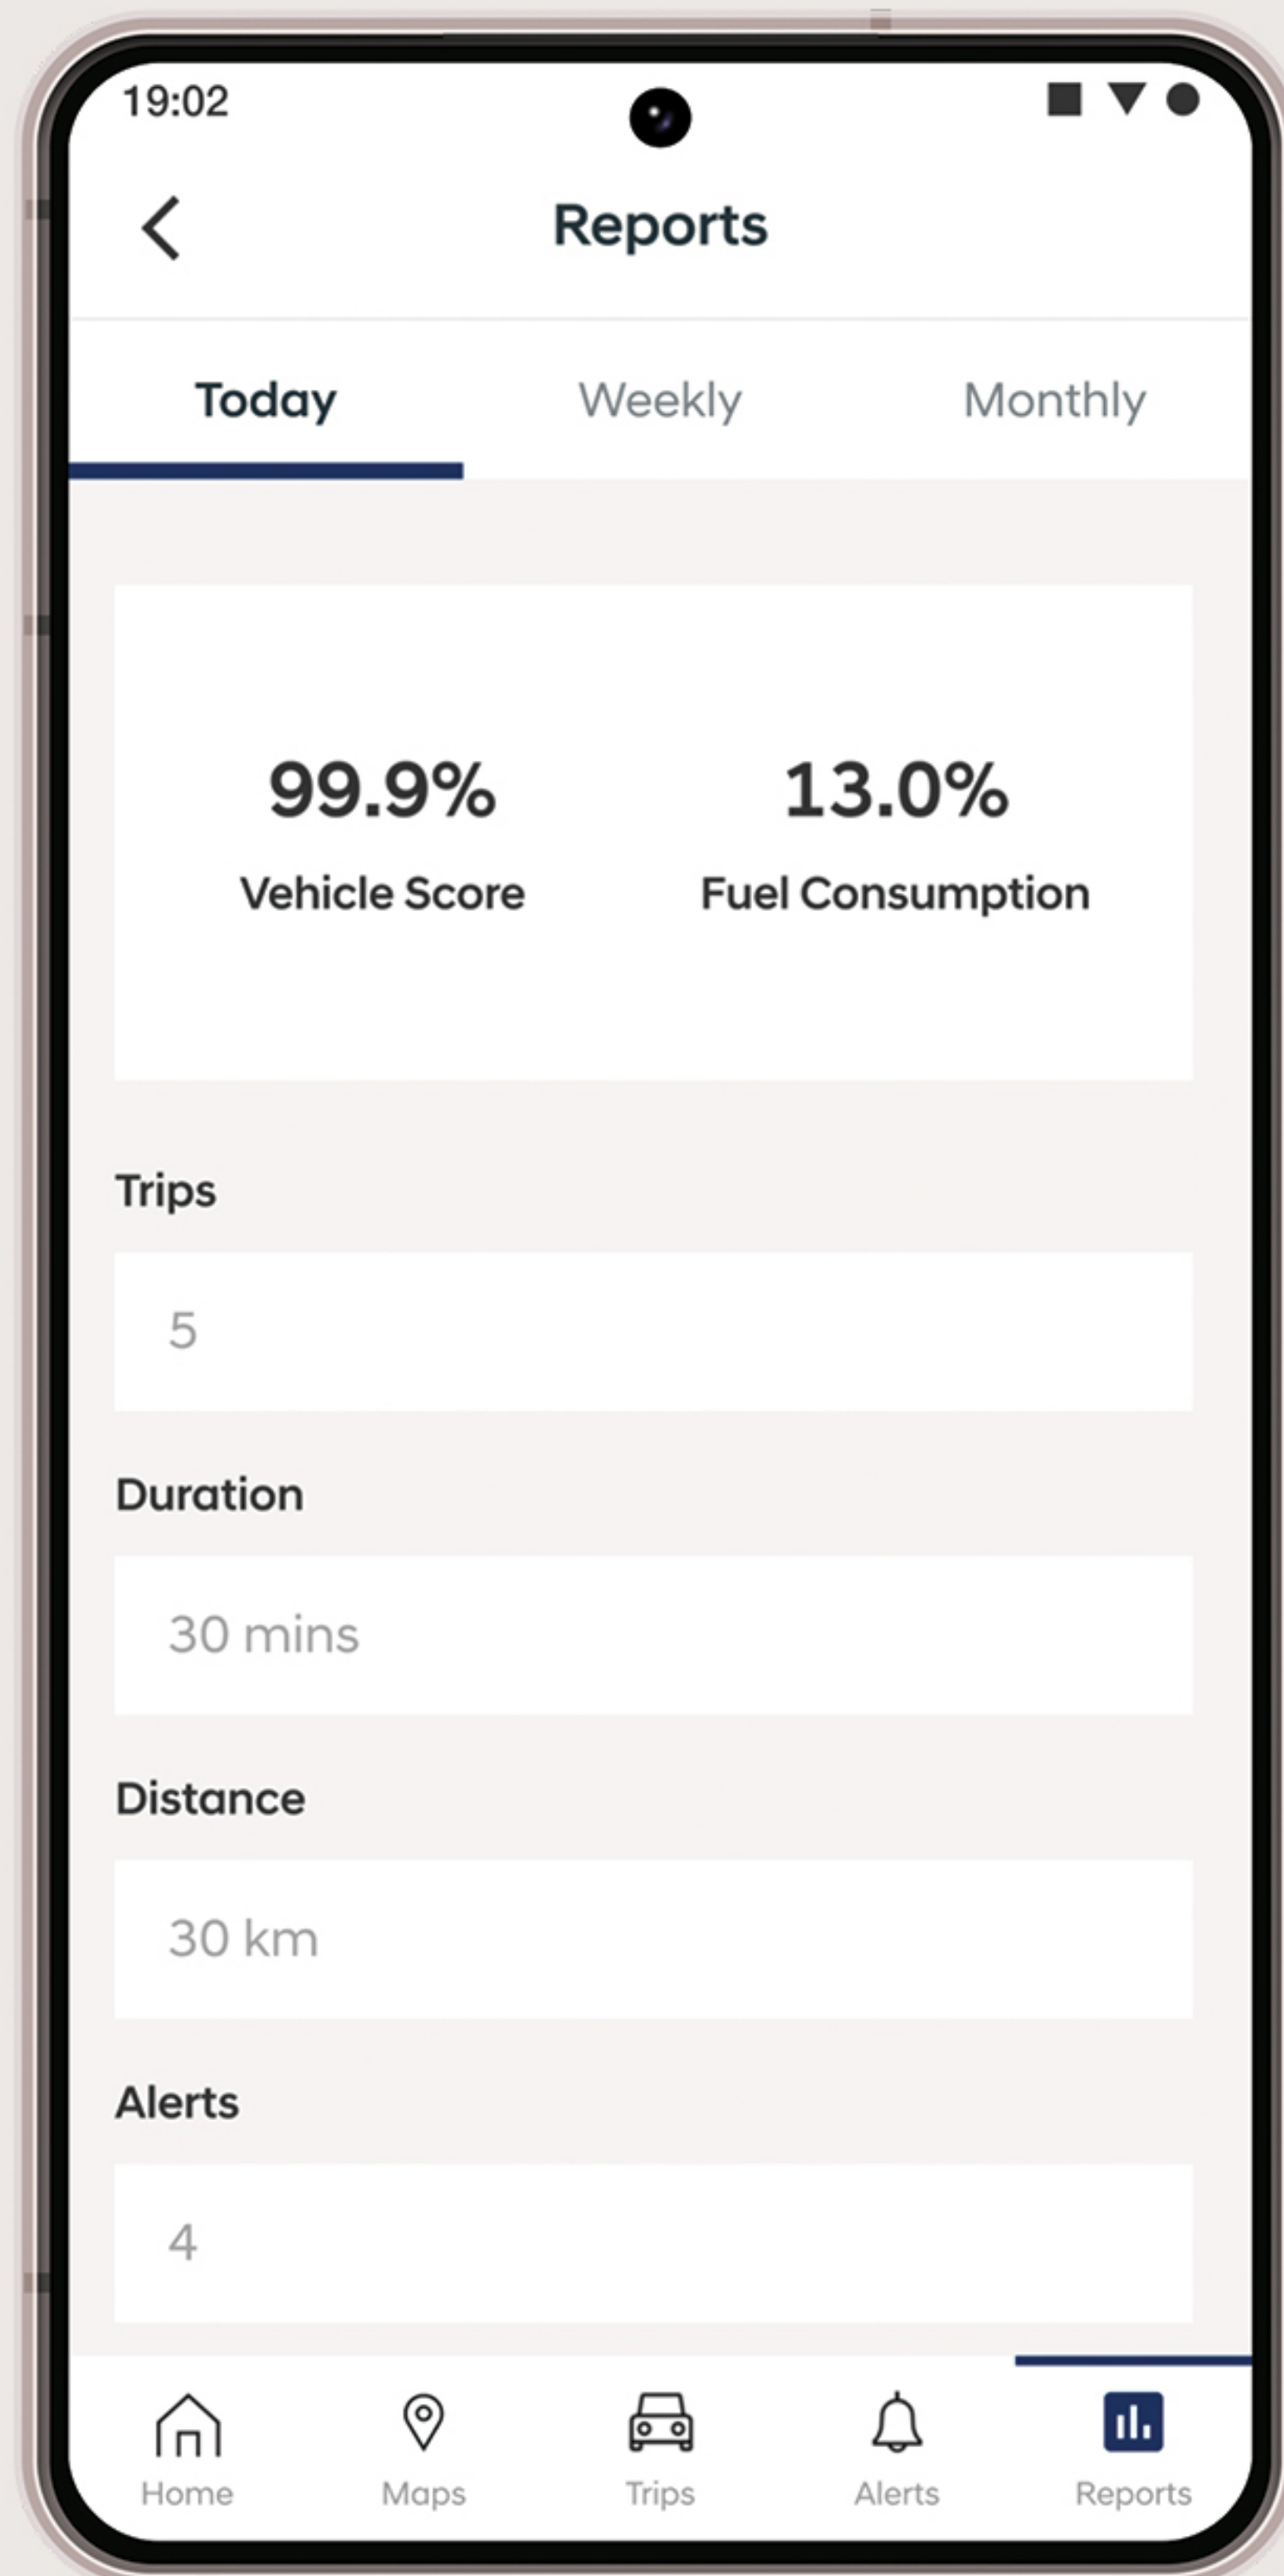 19:02
Reports
Today Weekly Monthly
99.9% 13.0%
Vehicle Score Fuel Consumption
Trips
5
Duration
30 mins
Distance
30 km
Alerts
4
Home Maps Trips Alerts Reports